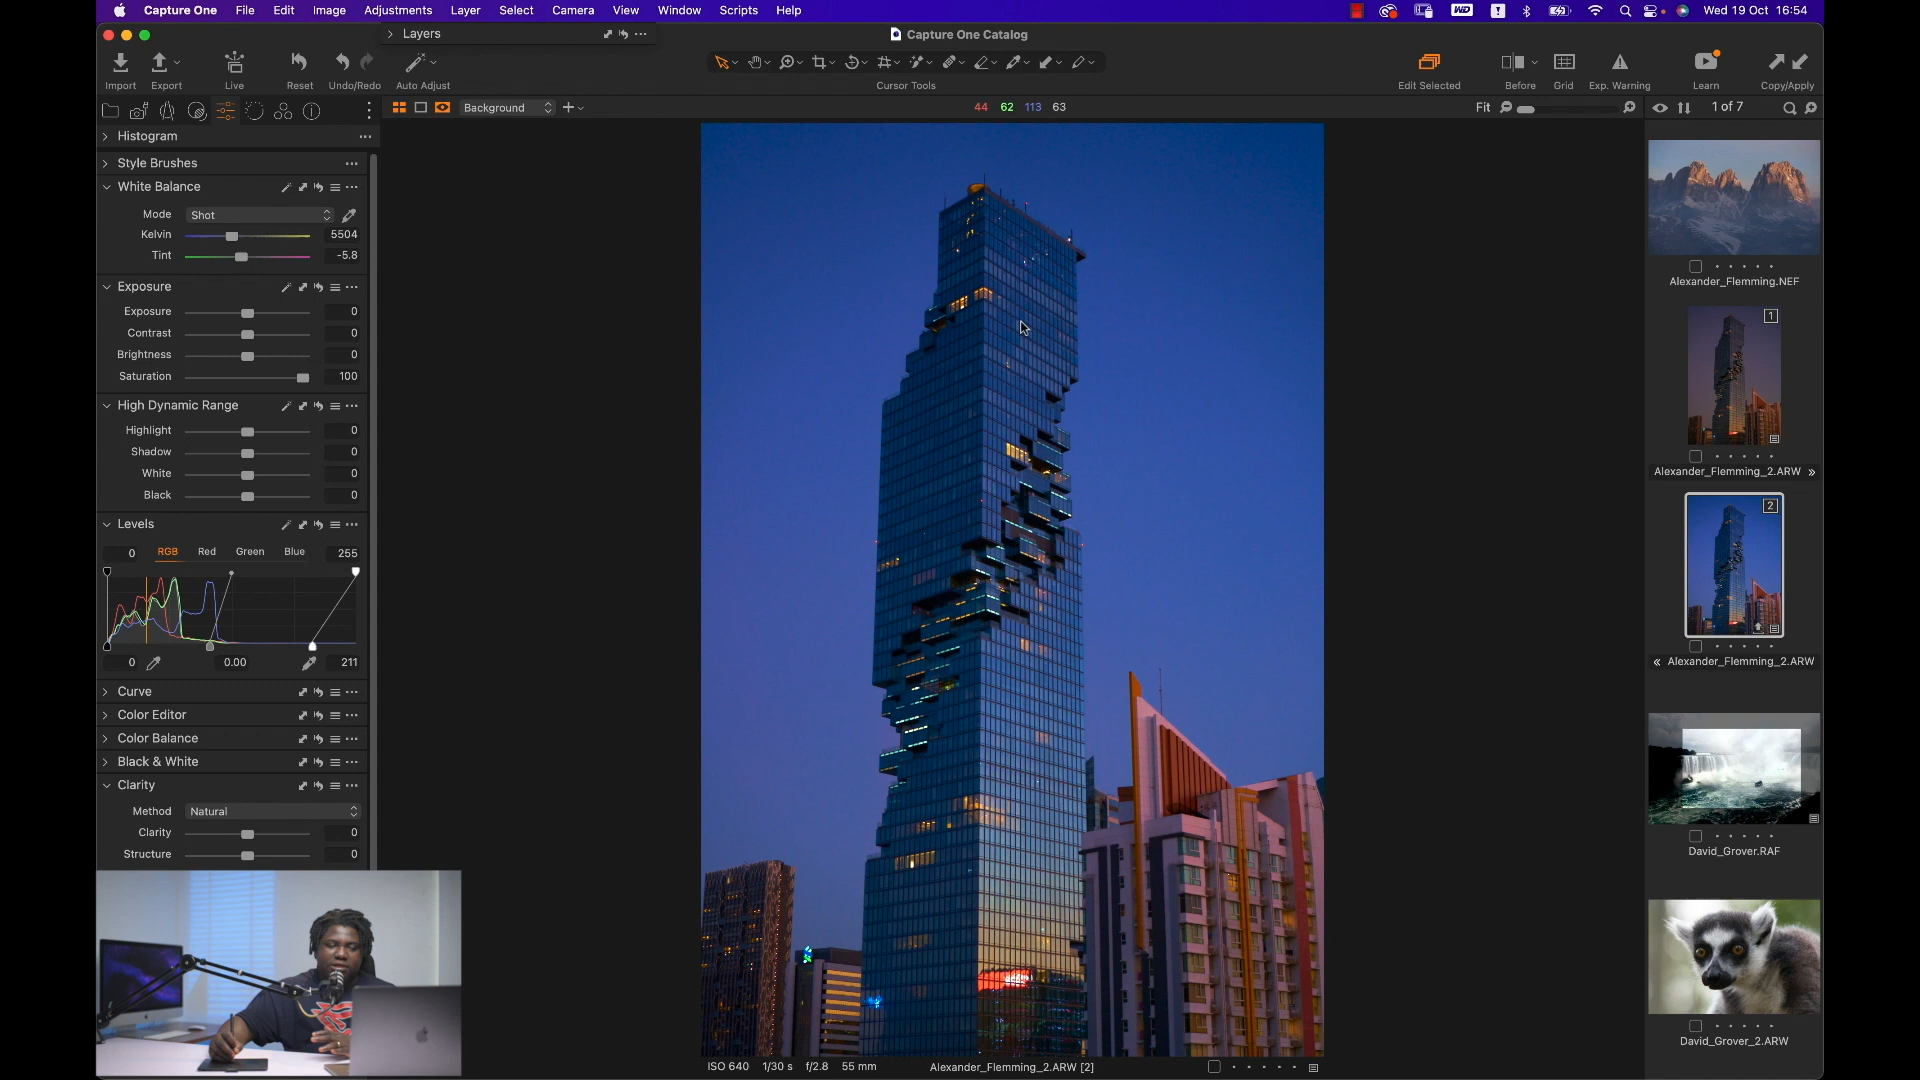 Capture One File Edit Image Adjustments Layer Select Camera View Window Scripts Help
WD Wed 19 Oct 16:54
Layers
Capture One Catalog
Import Export Live Reset Undo/Redo Auto Adjust
Cursor Tools
Edit Selected Before Grid Exp. Warning Learn Copy/Apply
Background
44 62 113 63
Fit
1 of 7
Histogram
Style Brushes
White Balance
Mode Shot
Kelvin 5504
Tint -5.8
Exposure
Exposure 0
Contrast 0
Brightness 0
Saturation 100
High Dynamic Range
Highlight 0
Shadow 0
White 0
Black 0
Levels
0 RGB Red Green Blue 255
0 0.00 211
Curve
Color Editor
Color Balance
Black & White
Clarity
Method Natural
Clarity 0
Structure 0
ISO 640 1/30 s f/2.8 55 mm
Alexander_Flemming_2.ARW [2]
Alexander_Flemming.NEF
1
Alexander_Flemming_2.ARW »
2
« Alexander_Flemming_2.ARW
David_Grover.RAF
David_Grover_2.ARW